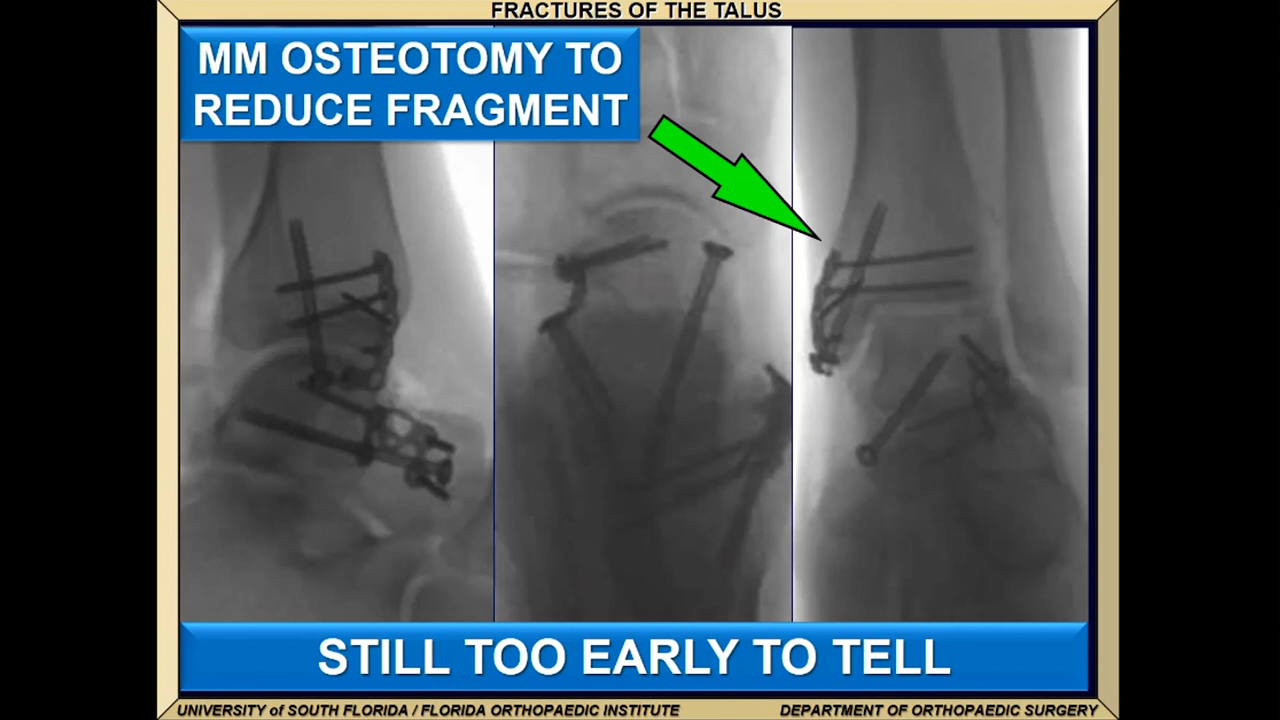 FRACTURES OF THE TALUS
MM OSTEOTOMY TO
REDUCE FRAGMENT
STILL TOO EARLY TO TELL
UNIVERSITY of SOUTH FLORIDA / FLORIDA ORTHOPAEDIC INSTITUTE
DEPARTMENT OF ORTHOPAEDIC SURGERY